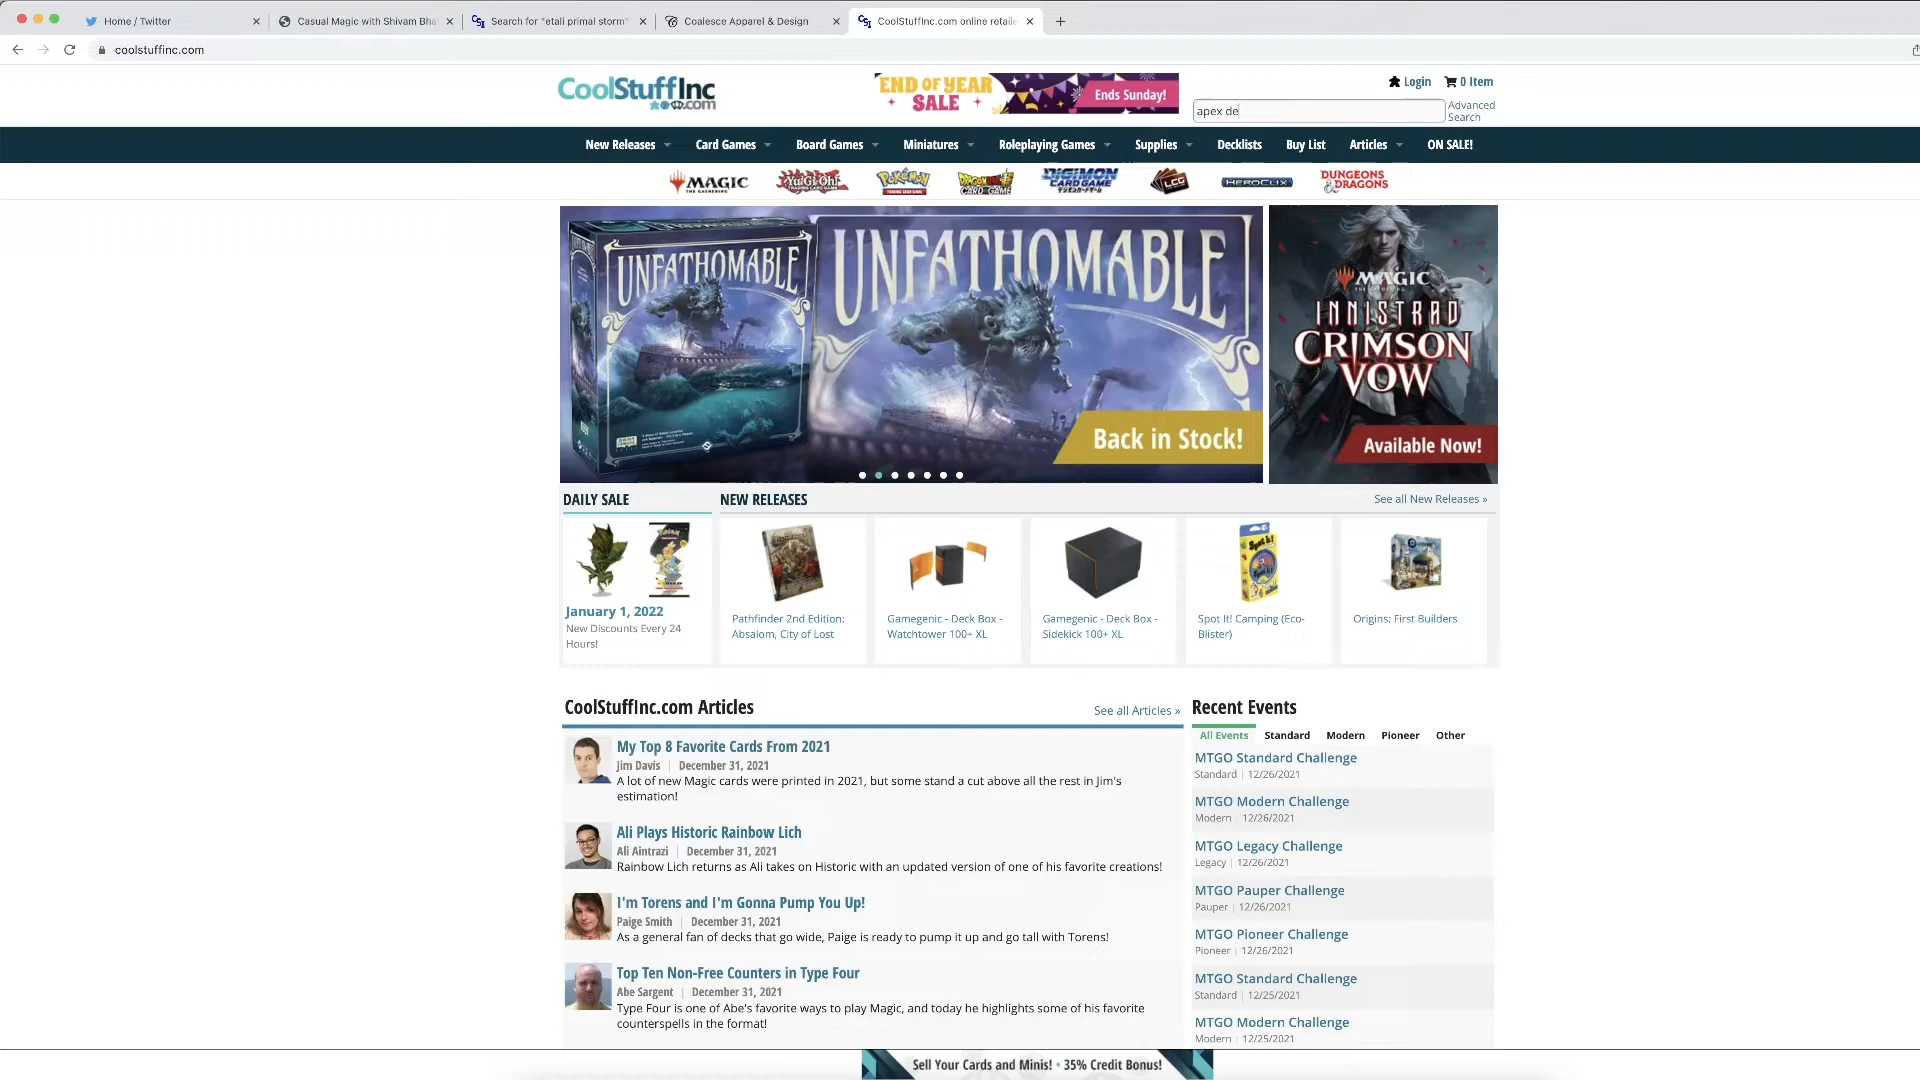 Home / Twitter
Casual Magic with Shivam Bha
Search for "etali primal storm"
Coalesce Apparel & Design
CoolStuffInc.com online retaile
coolstuffinc.com
CoolStuffInc
.com
END OF YEAR
SALE
Ends Sunday!
Login
0 Item
apex de
Advanced
Search
New Releases
Card Games
Board Games
Miniatures
Roleplaying Games
Supplies
Decklists
Buy List
Articles
ON SALE!
MAGIC
THE GATHERING
Yu-Gi-Oh!
TRADING CARD GAME
Pokémon
DRAGON BALL
CARD GAME
DIGIMON
CARD GAME
LCG
HEROCLIX
DUNGEONS
& DRAGONS
UNFATHOMABLE
UNFATHOMABLE
Back in Stock!
MAGIC
THE GATHERING
INNISTRAD
CRIMSON
VOW
Available Now!
DAILY SALE
NEW RELEASES
See all New Releases »
January 1, 2022
New Discounts Every 24
Hours!
Pathfinder 2nd Edition:
Absalom, City of Lost
Gamegenic - Deck Box -
Watchtower 100+ XL
Gamegenic - Deck Box -
Sidekick 100+ XL
Spot It!
Spot It! Camping (Eco-
Blister)
Origins: First Builders
CoolStuffInc.com Articles
See all Articles »
My Top 8 Favorite Cards From 2021
Jim Davis | December 31, 2021
A lot of new Magic cards were printed in 2021, but some stand a cut above all the rest in Jim's
estimation!
Ali Plays Historic Rainbow Lich
Ali Aintrazi | December 31, 2021
Rainbow Lich returns as Ali takes on Historic with an updated version of one of his favorite creations!
I'm Torens and I'm Gonna Pump You Up!
Paige Smith | December 31, 2021
As a general fan of decks that go wide, Paige is ready to pump it up and go tall with Torens!
Top Ten Non-Free Counters in Type Four
Abe Sargent | December 31, 2021
Type Four is one of Abe's favorite ways to play Magic, and today he highlights some of his favorite
counterspells in the format!
Recent Events
All Events
Standard
Modern
Pioneer
Other
MTGO Standard Challenge
Standard | 12/26/2021
MTGO Modern Challenge
Modern | 12/26/2021
MTGO Legacy Challenge
Legacy | 12/26/2021
MTGO Pauper Challenge
Pauper | 12/26/2021
MTGO Pioneer Challenge
Pioneer | 12/26/2021
MTGO Standard Challenge
Standard | 12/25/2021
MTGO Modern Challenge
Modern | 12/25/2021
Sell Your Cards and Minis! • 35% Credit Bonus!